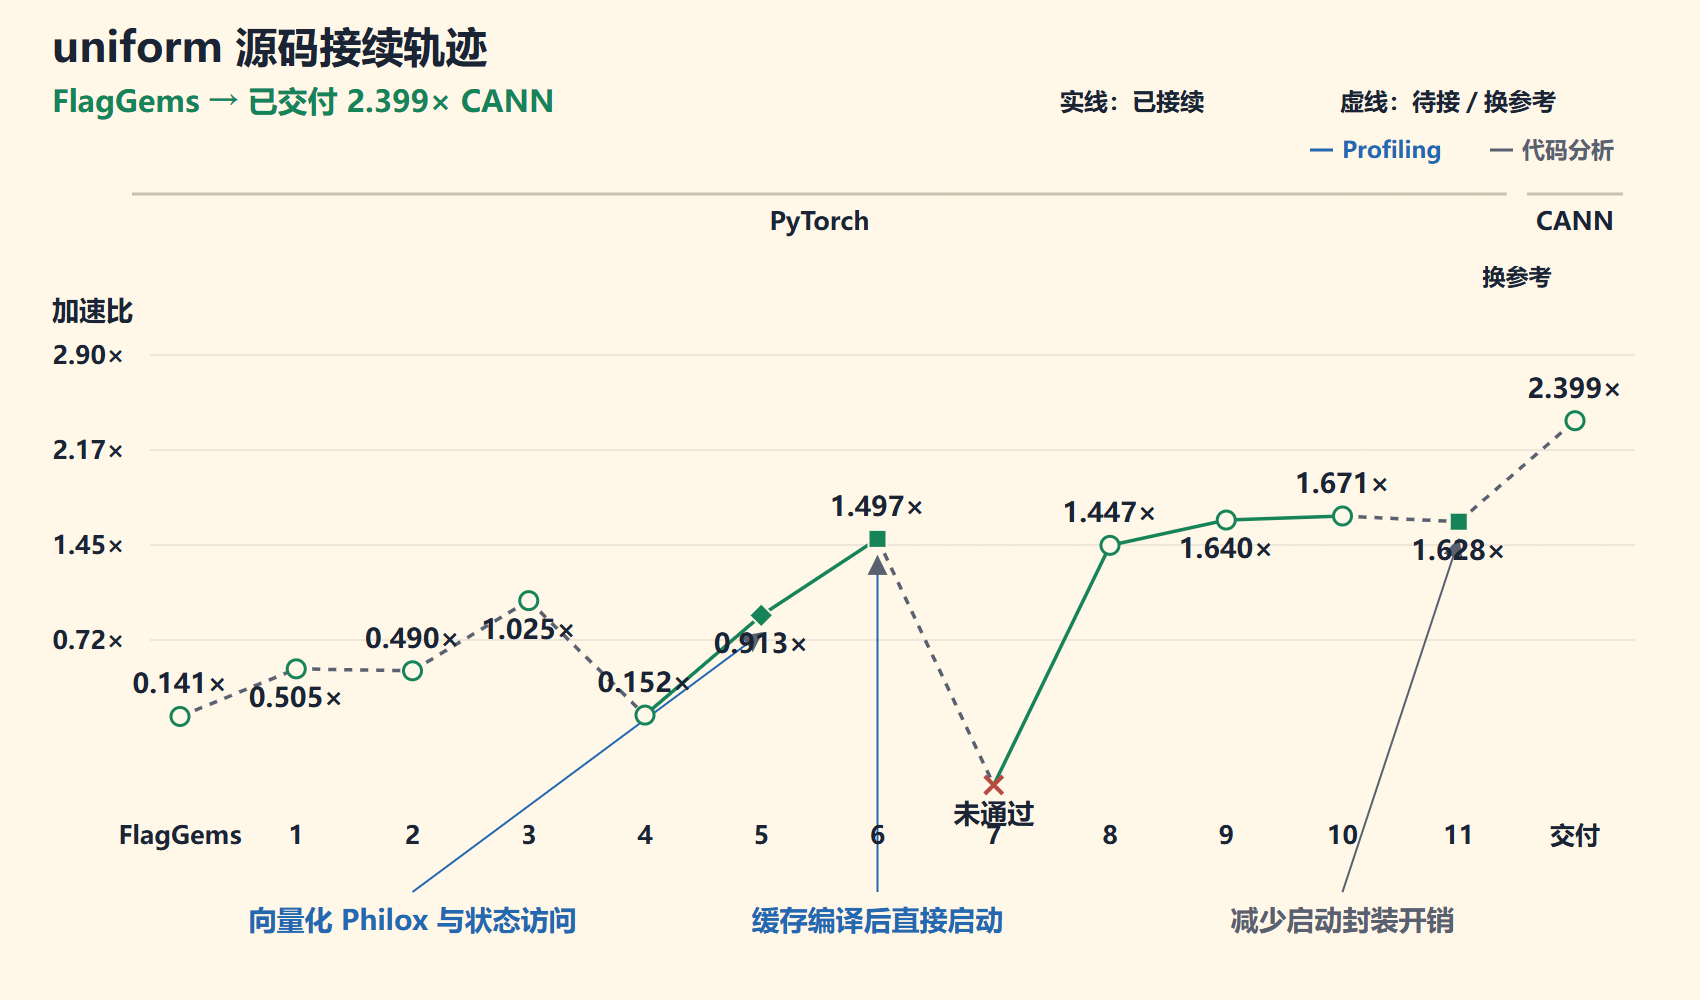 uniform 源码接续轨迹
FlagGems → 已交付 2.399× CANN
实线：已接续
虚线：待接 / 换参考
Profiling
代码分析
PyTorch
CANN
换参考
加速比
2.90×
2.17×
1.45×
0.72×
0.141×
0.505×
0.490×
1.025×
0.152×
0.913×
1.497×
未通过
1.447×
1.640×
1.671×
1.628×
2.399×
FlagGems 1 2 3 4 5 6 7 8 9 10 11 交付
向量化 Philox 与状态访问
缓存编译后直接启动
减少启动封装开销